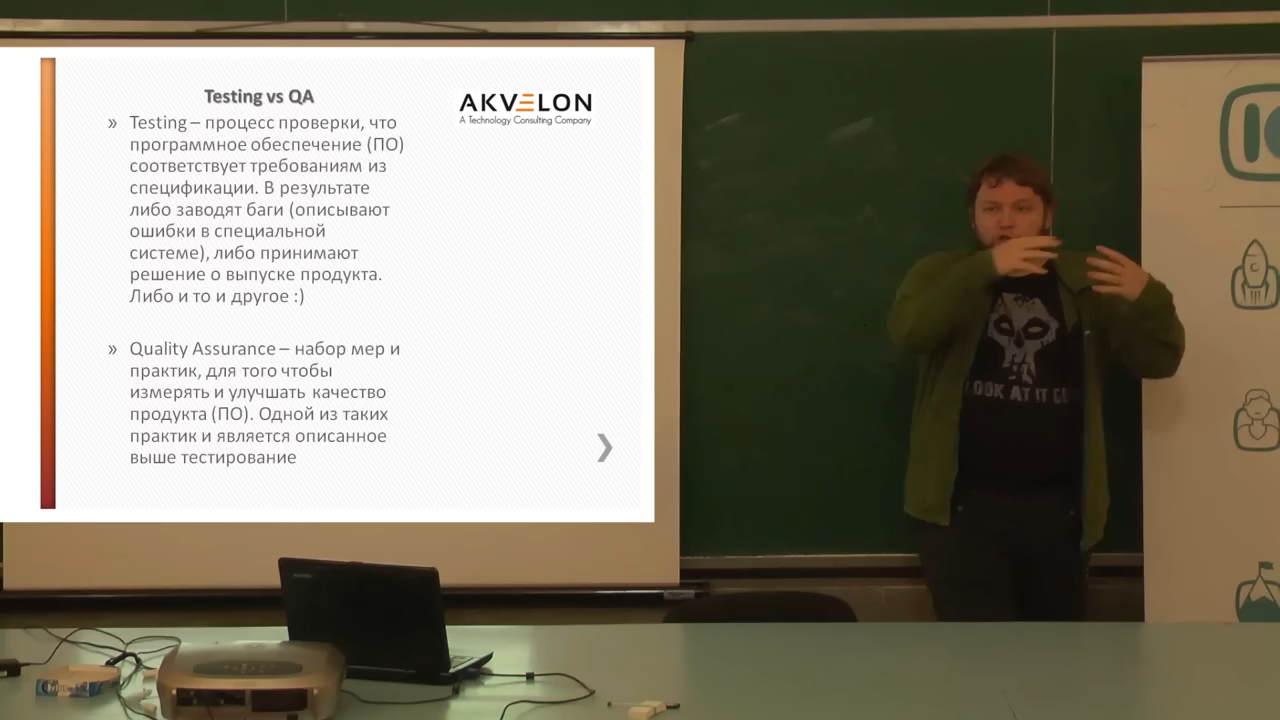 Testing vs QA
» Testing – процесс проверки, что
программное обеспечение (ПО)
соответствует требованиям из
спецификации. В результате
либо заводят баги (описывают
ошибки в специальной
системе), либо принимают
решение о выпуске продукта.
Либо и то и другое :)
» Quality Assurance – набор мер и
практик, для того чтобы
измерять и улучшать качество
продукта (ПО). Одной из таких
практик и является описанное
выше тестирование
AKVELON
A Technology Consulting Company
LOOK AT IT